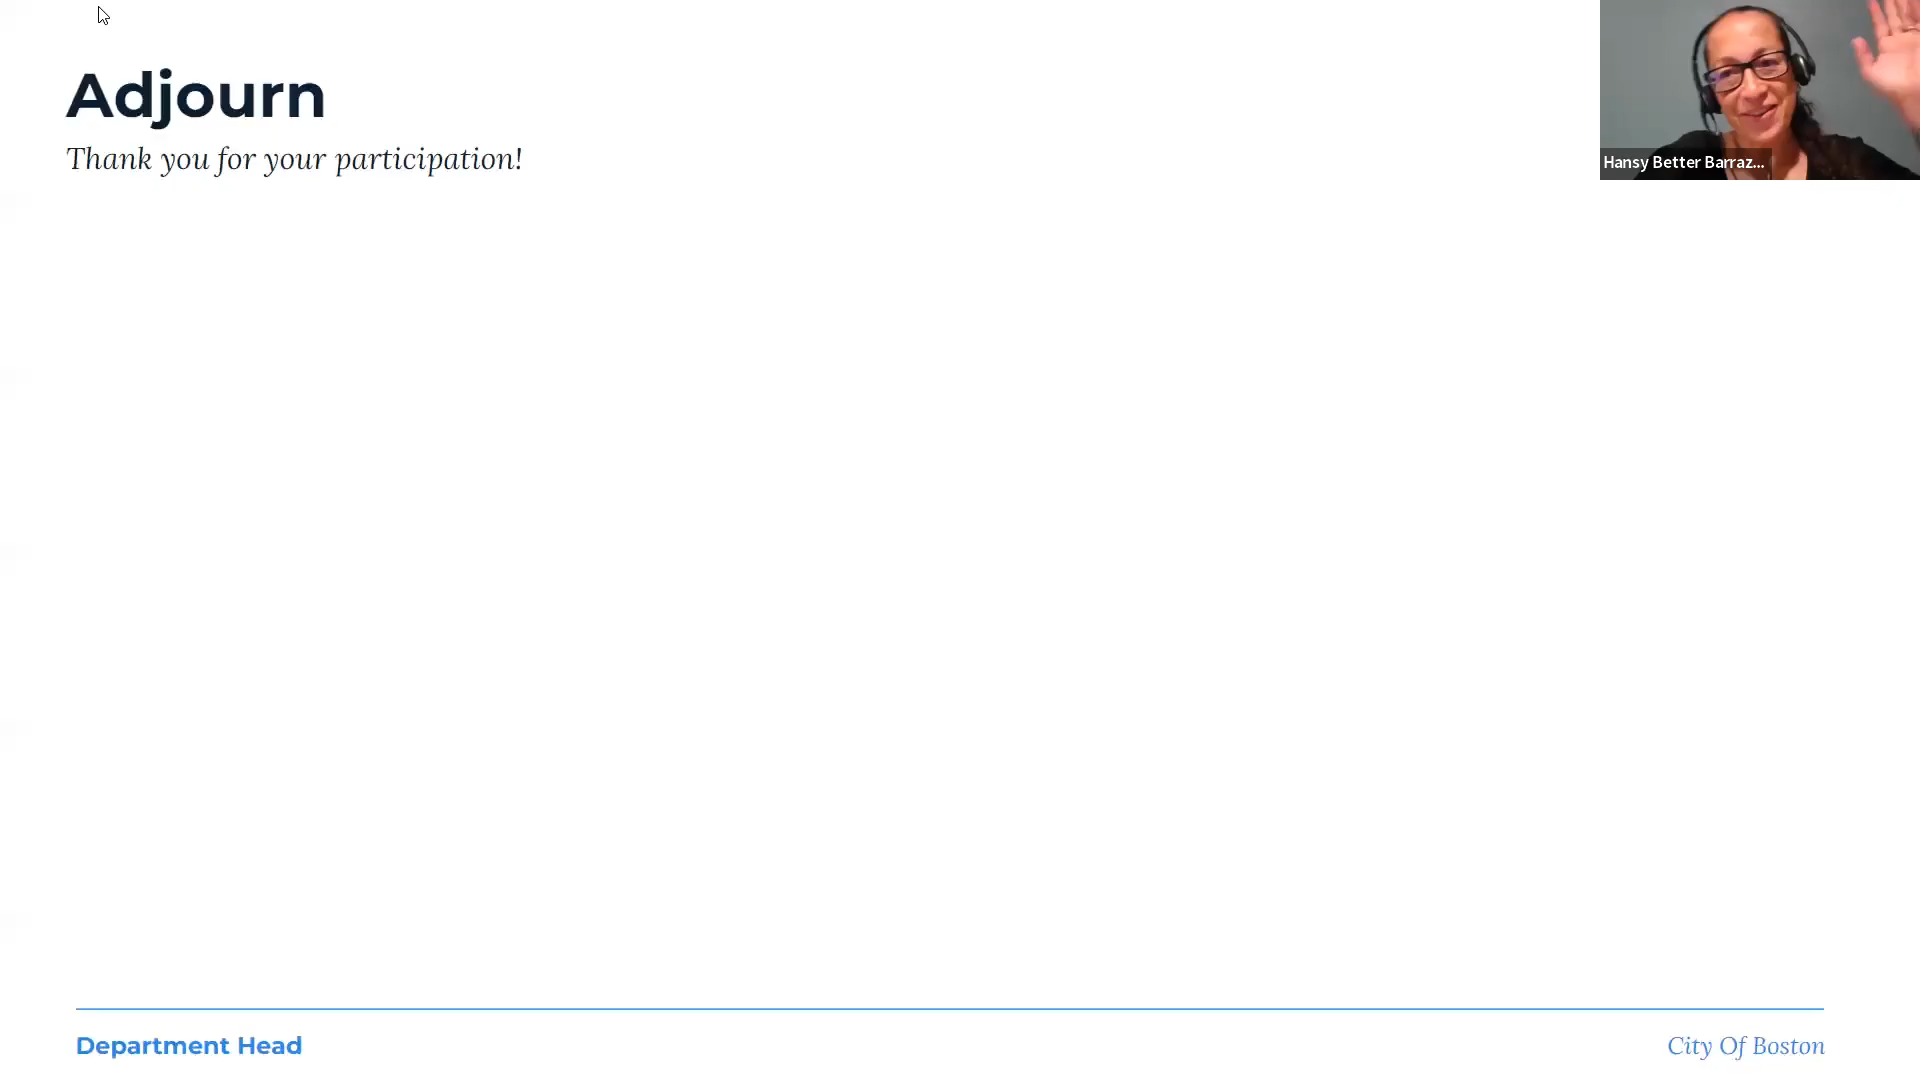 Adjourn
Thank you for your participation!
Hansy Better Barraz...
Department Head
City Of Boston